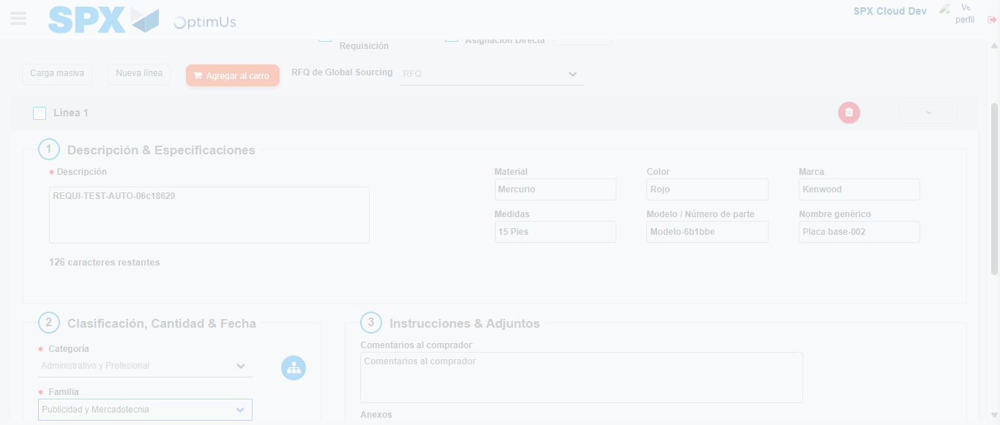 SPX
OptimUs
SPX Cloud Dev
perfil
Requisición
Asignación Directa
Carga masiva
Nueva línea
Agregar al carro
RFQ de Global Sourcing
RFQ
Línea 1
1 Descripción & Especificaciones
* Descripción
REQUI-TEST-AUTO-06c18629
126 caracteres restantes
Material
Color
Marca
Mercurio
Rojo
Kenwood
Medidas
Modelo / Número de parte
Nombre genérico
15 Pies
Modelo-6b1bbe
Placa base-002
2 Clasificación, Cantidad & Fecha
* Categoría
Administrativo y Profesional
* Familia
Publicidad y Mercadotecnia
3 Instrucciones & Adjuntos
Comentarios al comprador
Comentarios al comprador
Anexos